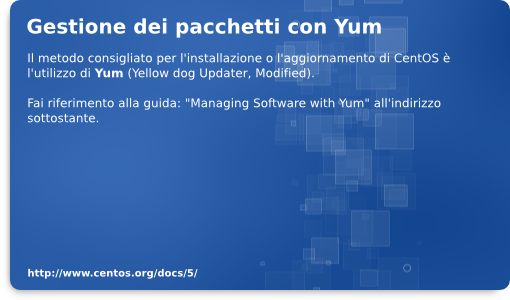 Gestione dei pacchetti con Yum
Il metodo consigliato per l'installazione o l'aggiornamento di CentOS è
l'utilizzo di Yum (Yellow dog Updater, Modified).
Fai riferimento alla guida: "Managing Software with Yum" all'indirizzo
sottostante.
http://www.centos.org/docs/5/